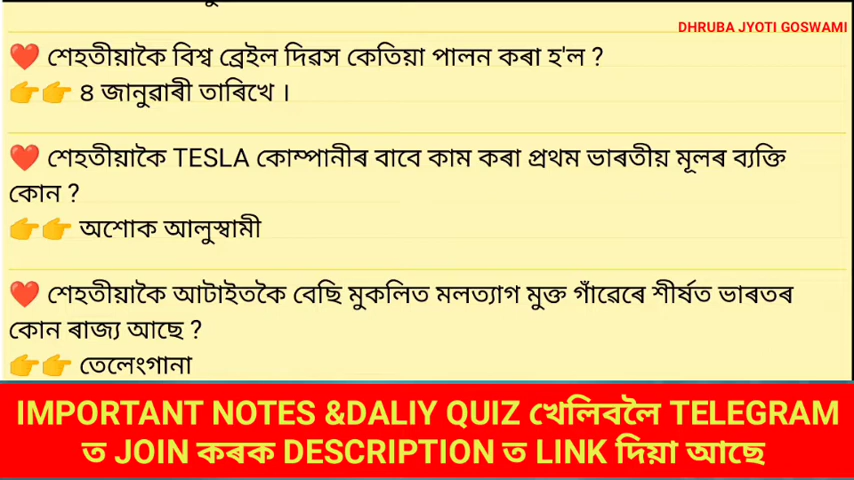 DHRUBA JYOTI GOSWAMI
❤️ শেহতীয়াকৈ বিশ্ব ব্ৰেইল দিৱস কেতিয়া পালন কৰা হ'ল ?
👉👉 ৪ জানুৱাৰী তাৰিখে ।
❤️ শেহতীয়াকৈ TESLA কোম্পানীৰ বাবে কাম কৰা প্ৰথম ভাৰতীয় মূলৰ ব্যক্তি
কোন ?
👉👉 অশোক আলুস্বামী
❤️ শেহতীয়াকৈ আটাইতকৈ বেছি মুকলিত মলত্যাগ মুক্ত গাঁৱেৰে শীৰ্ষত ভাৰতৰ
কোন ৰাজ্য আছে ?
👉👉 তেলেংগানা
IMPORTANT NOTES &DALIY QUIZ খেলিবলৈ TELEGRAM
ত JOIN কৰক DESCRIPTION ত LINK দিয়া আছে